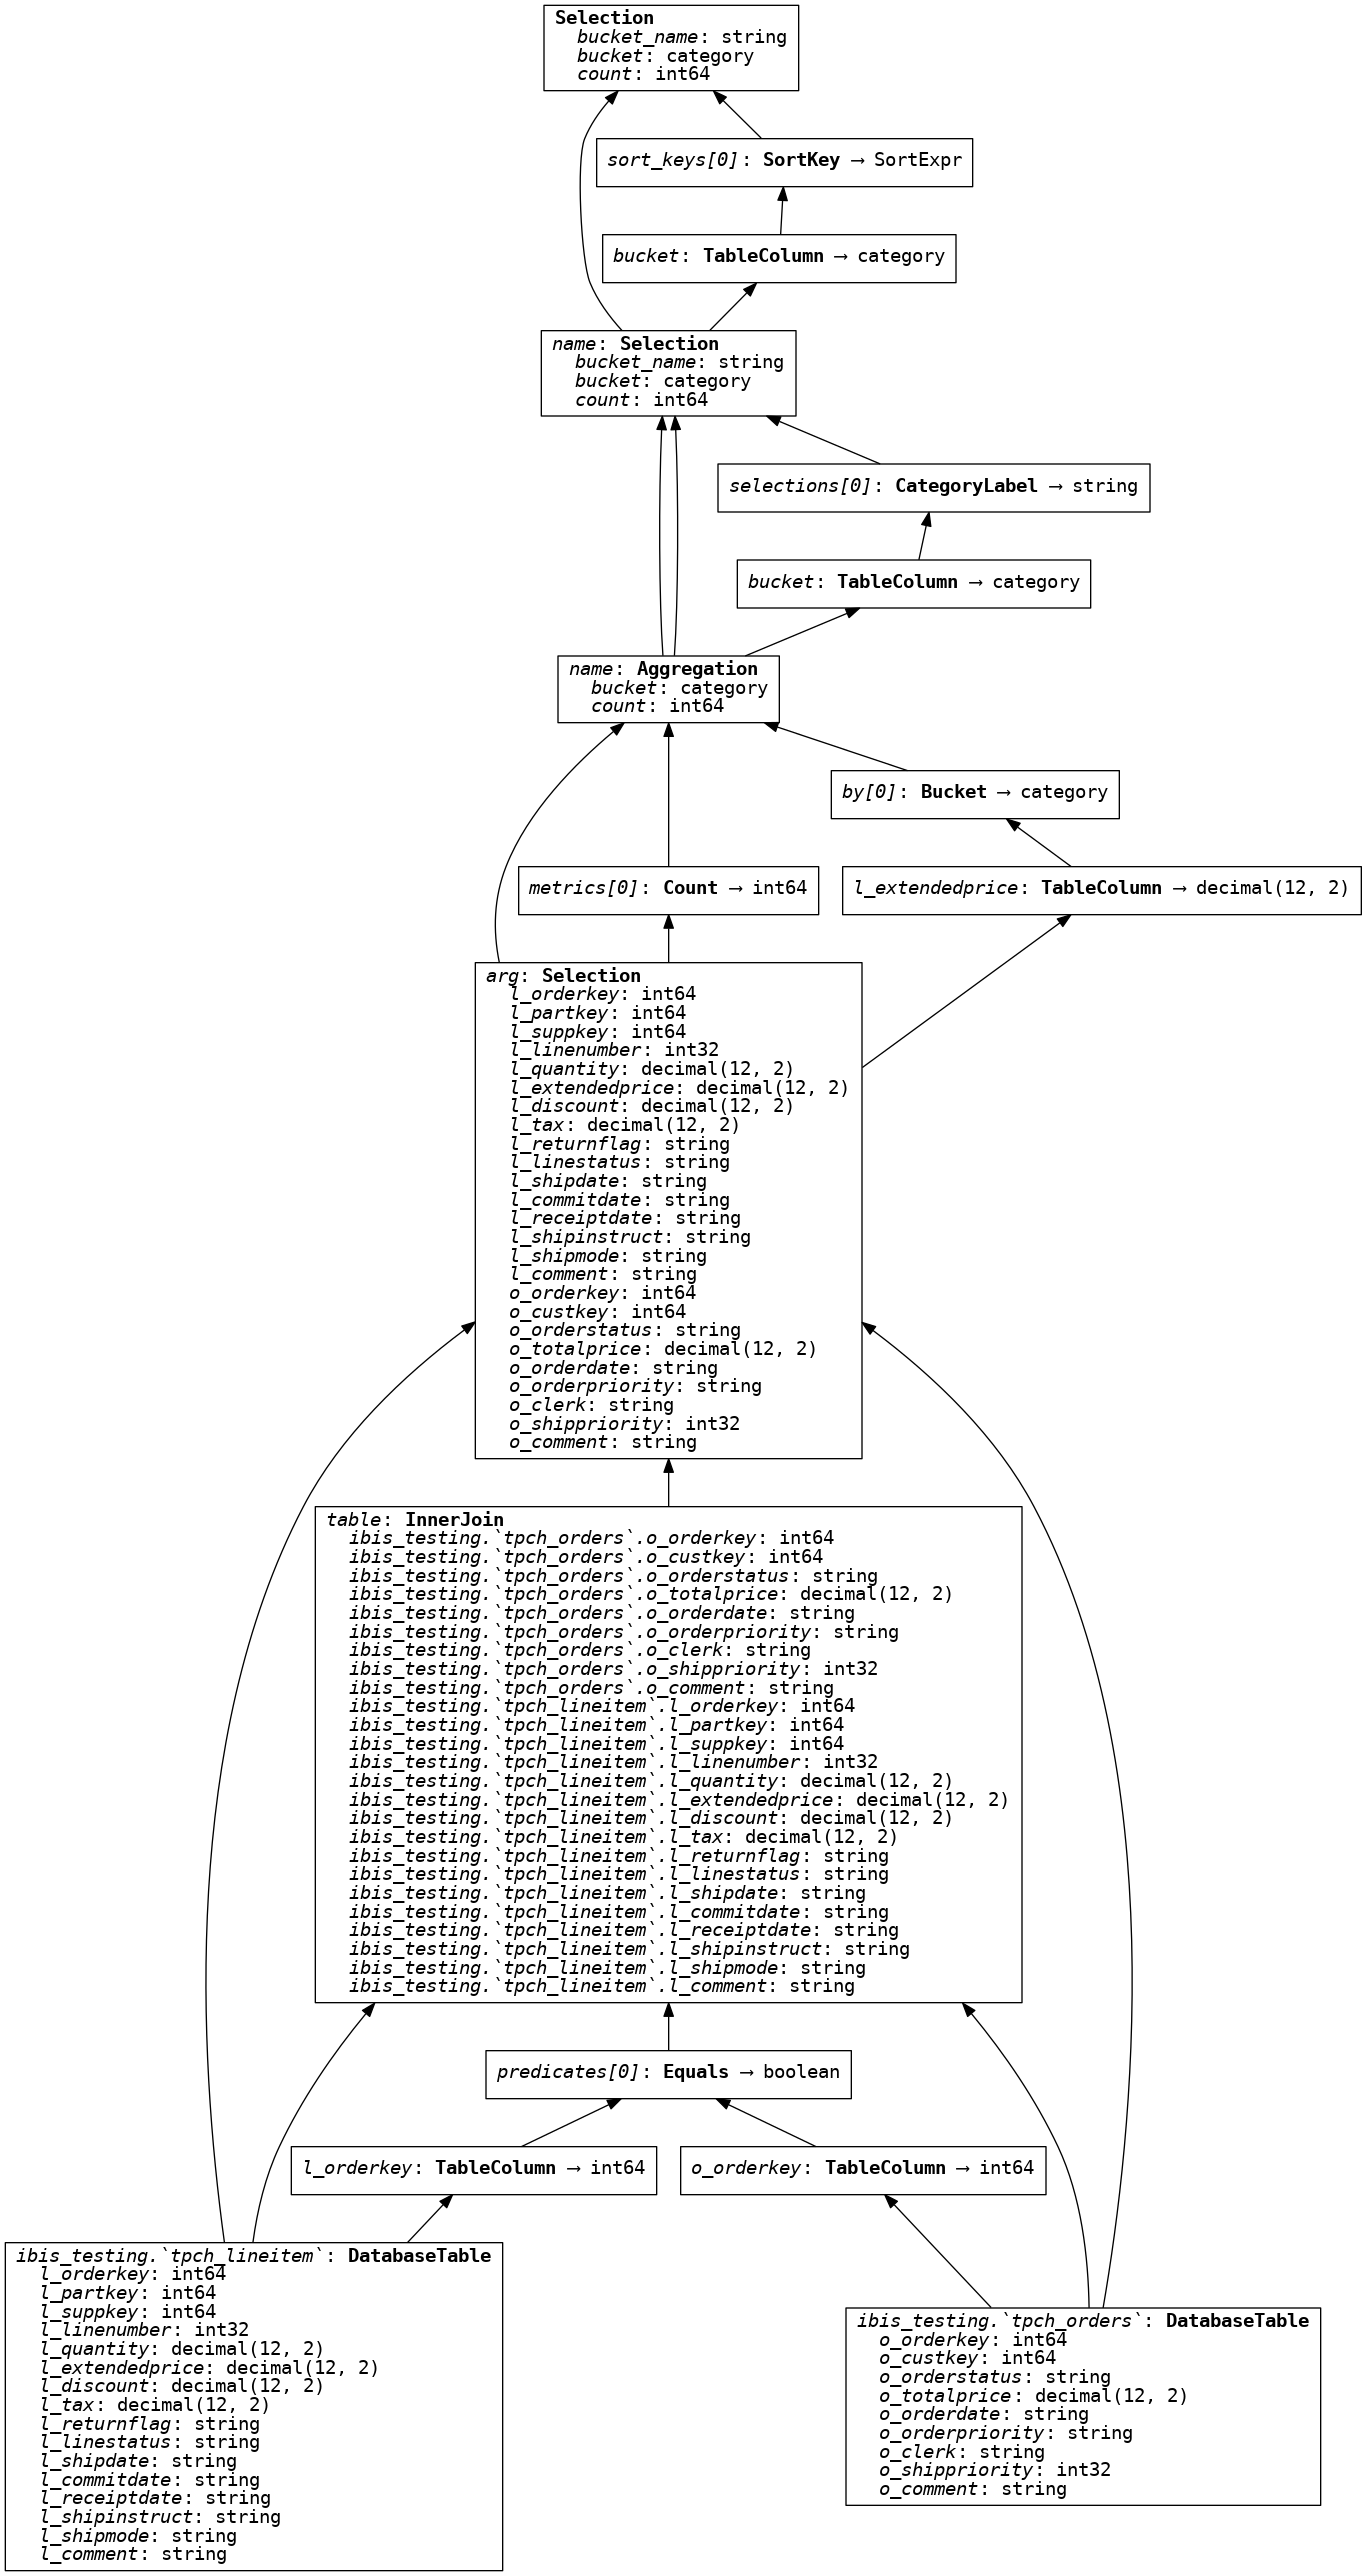 Selection
bucket_name: string
bucket: category
count: int64
sort_keys[0]: SortKey → SortExpr
bucket: TableColumn → category
name: Selection
bucket_name: string
bucket: category
count: int64
selections[0]: CategoryLabel → string
bucket: TableColumn → category
name: Aggregation
bucket: category
count: int64
by[0]: Bucket → category
metrics[0]: Count → int64
l_extendedprice: TableColumn → decimal(12, 2)
arg: Selection
l_orderkey: int64
l_partkey: int64
l_suppkey: int64
l_linenumber: int32
l_quantity: decimal(12, 2)
l_extendedprice: decimal(12, 2)
l_discount: decimal(12, 2)
l_tax: decimal(12, 2)
l_returnflag: string
l_linestatus: string
l_shipdate: string
l_commitdate: string
l_receiptdate: string
l_shipinstruct: string
l_shipmode: string
l_comment: string
o_orderkey: int64
o_custkey: int64
o_orderstatus: string
o_totalprice: decimal(12, 2)
o_orderdate: string
o_orderpriority: string
o_clerk: string
o_shippriority: int32
o_comment: string
table: InnerJoin
ibis_testing.`tpch_orders`.o_orderkey: int64
ibis_testing.`tpch_orders`.o_custkey: int64
ibis_testing.`tpch_orders`.o_orderstatus: string
ibis_testing.`tpch_orders`.o_totalprice: decimal(12, 2)
ibis_testing.`tpch_orders`.o_orderdate: string
ibis_testing.`tpch_orders`.o_orderpriority: string
ibis_testing.`tpch_orders`.o_clerk: string
ibis_testing.`tpch_orders`.o_shippriority: int32
ibis_testing.`tpch_orders`.o_comment: string
ibis_testing.`tpch_lineitem`.l_orderkey: int64
ibis_testing.`tpch_lineitem`.l_partkey: int64
ibis_testing.`tpch_lineitem`.l_suppkey: int64
ibis_testing.`tpch_lineitem`.l_linenumber: int32
ibis_testing.`tpch_lineitem`.l_quantity: decimal(12, 2)
ibis_testing.`tpch_lineitem`.l_extendedprice: decimal(12, 2)
ibis_testing.`tpch_lineitem`.l_discount: decimal(12, 2)
ibis_testing.`tpch_lineitem`.l_tax: decimal(12, 2)
ibis_testing.`tpch_lineitem`.l_returnflag: string
ibis_testing.`tpch_lineitem`.l_linestatus: string
ibis_testing.`tpch_lineitem`.l_shipdate: string
ibis_testing.`tpch_lineitem`.l_commitdate: string
ibis_testing.`tpch_lineitem`.l_receiptdate: string
ibis_testing.`tpch_lineitem`.l_shipinstruct: string
ibis_testing.`tpch_lineitem`.l_shipmode: string
ibis_testing.`tpch_lineitem`.l_comment: string
predicates[0]: Equals → boolean
l_orderkey: TableColumn → int64
o_orderkey: TableColumn → int64
ibis_testing.`tpch_lineitem`: DatabaseTable
l_orderkey: int64
l_partkey: int64
l_suppkey: int64
l_linenumber: int32
l_quantity: decimal(12, 2)
l_extendedprice: decimal(12, 2)
l_discount: decimal(12, 2)
l_tax: decimal(12, 2)
l_returnflag: string
l_linestatus: string
l_shipdate: string
l_commitdate: string
l_receiptdate: string
l_shipinstruct: string
l_shipmode: string
l_comment: string
ibis_testing.`tpch_orders`: DatabaseTable
o_orderkey: int64
o_custkey: int64
o_orderstatus: string
o_totalprice: decimal(12, 2)
o_orderdate: string
o_orderpriority: string
o_clerk: string
o_shippriority: int32
o_comment: string